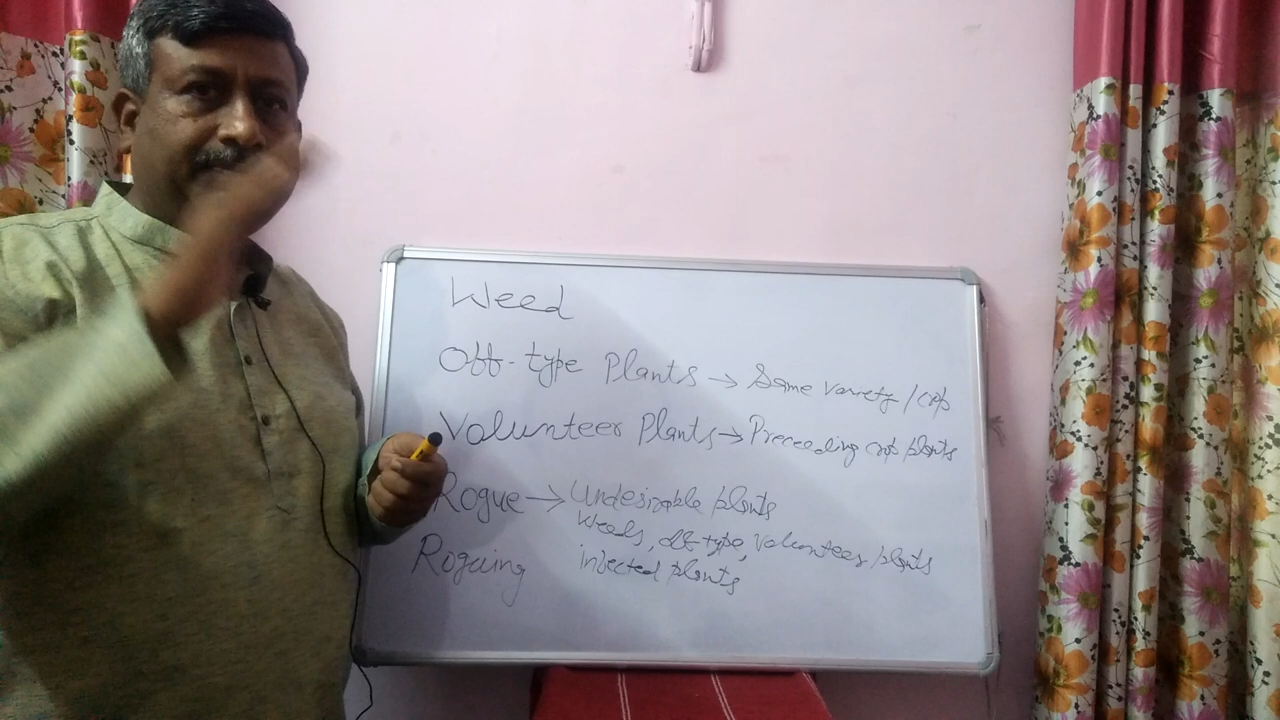 Weed
Off-type Plants → Same variety / crop
Volunteer Plants → Preceeding crop plants
Rogue → Undesirable plants
Weeds, off-type, Volunteer plants
infected plants
Roguing